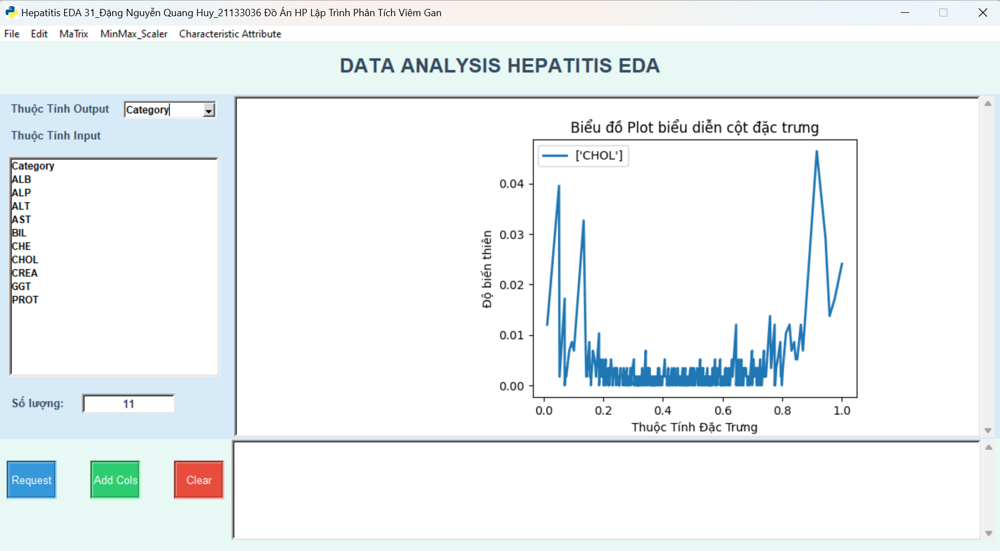 Hepatitis EDA 31_Đặng Nguyễn Quang Huy_21133036 Đồ Án HP Lập Trình Phân Tích Viêm Gan
File Edit MaTrix MinMax_Scaler Characteristic Attribute
DATA ANALYSIS HEPATITIS EDA
Thuộc Tính Output Category
Thuộc Tính Input
Category
ALB
ALP
ALT
AST
BIL
CHE
CHOL
CREA
GGT
PROT
Số lượng: 11
Request Add Cols Clear
Biểu đồ Plot biểu diễn cột đặc trưng
['CHOL']
Độ biến thiên
0.04
0.03
0.02
0.01
0.00
0.0 0.2 0.4 0.6 0.8 1.0
Thuộc Tính Đặc Trưng